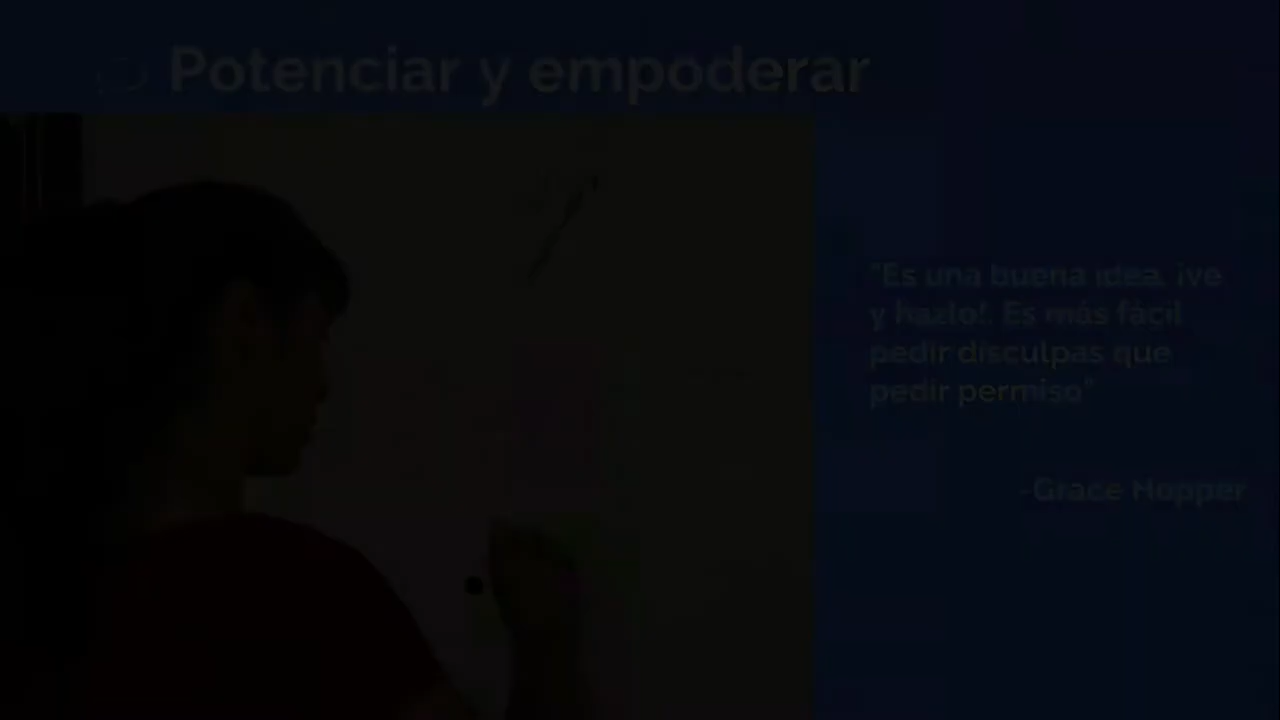 Potenciar y empoderar
"Es una buena idea, ¡ve
y hazlo!. Es más fácil
pedir disculpas que
pedir permiso"
-Grace Hopper